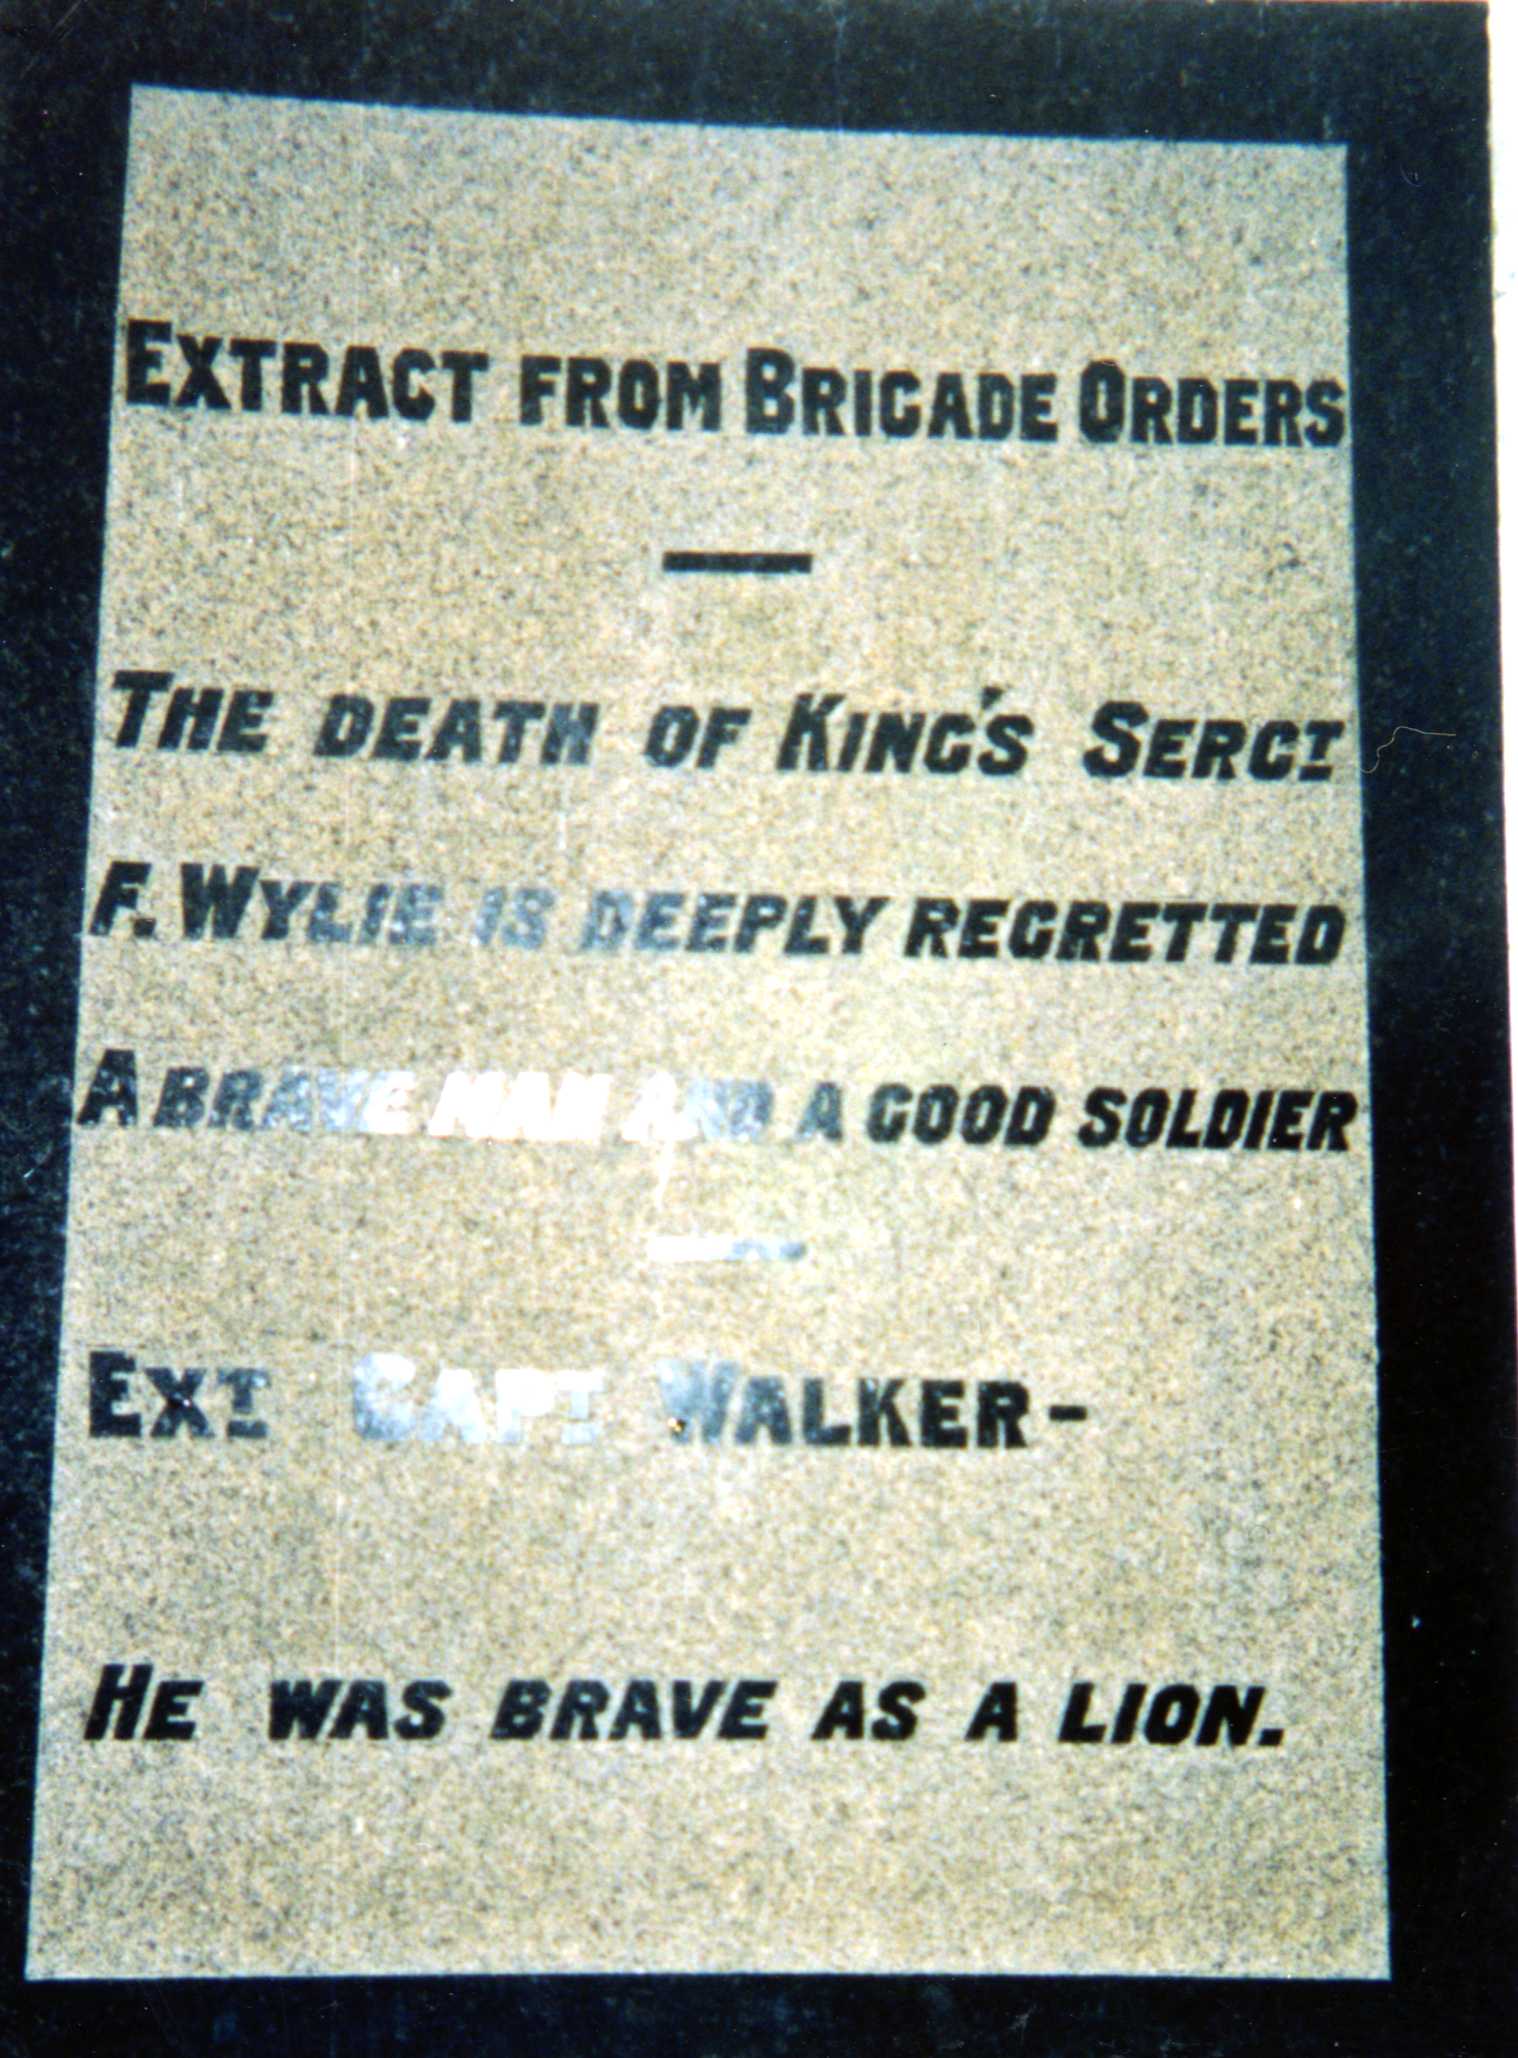 EXTRACT FROM BRIGADE ORDERS
THE DEATH OF KING'S SERGT
F. WYLIE IS DEEPLY REGRETTED
A BRAVE MAN AND A GOOD SOLDIER
EXT CAPT WALKER -
HE WAS BRAVE AS A LION.